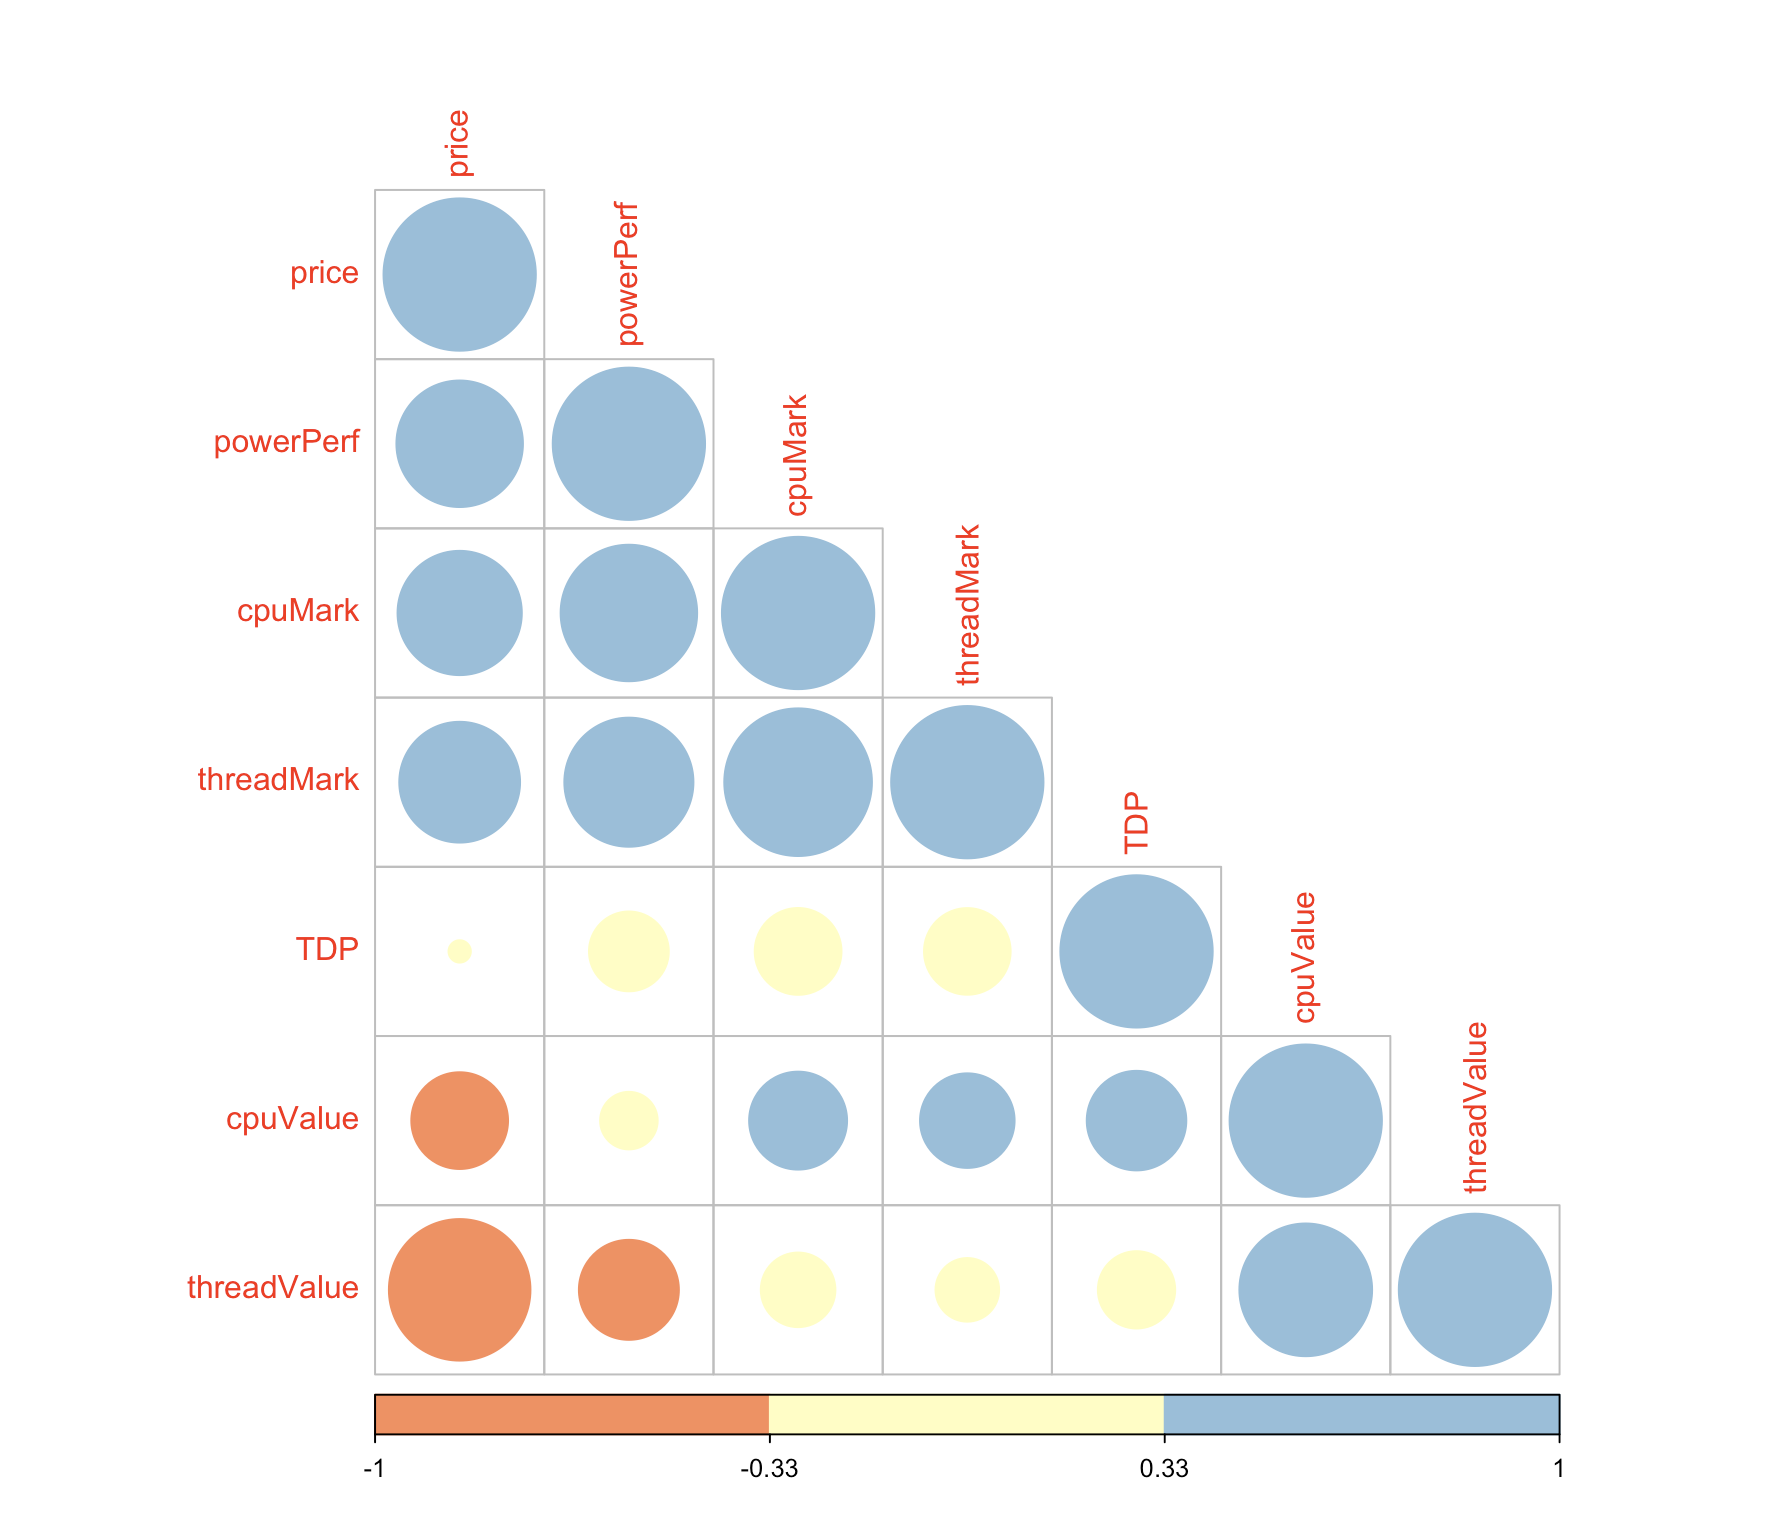 price
powerPerf
cpuMark
threadMark
TDP
cpuValue
threadValue
price
powerPerf
cpuMark
threadMark
TDP
cpuValue
threadValue
-1 -0.33 0.33 1